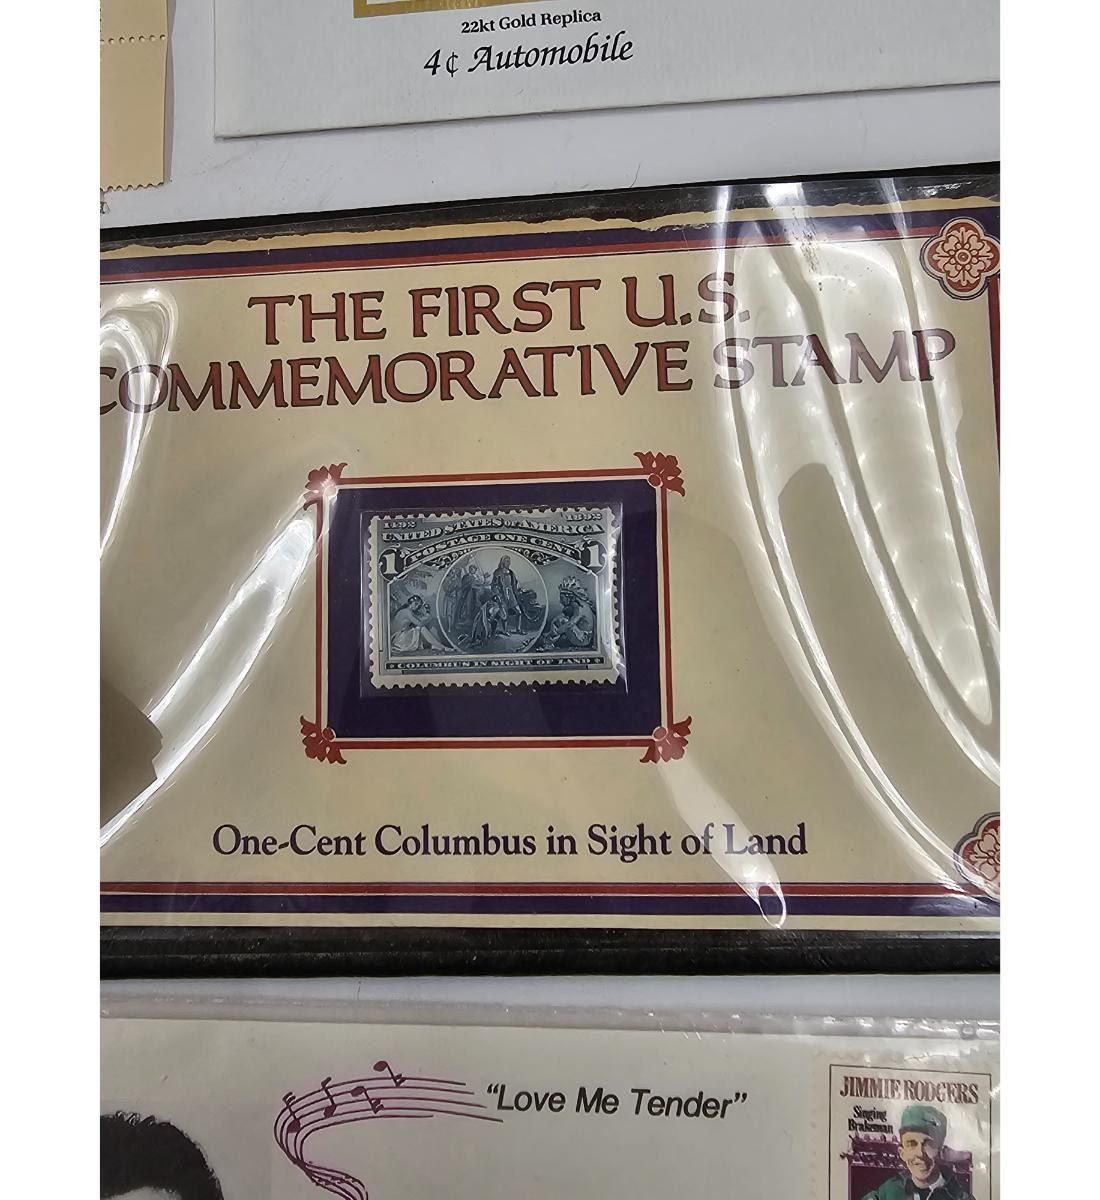 22kt Gold Replica
4¢ Automobile
THE FIRST U.S.
COMMEMORATIVE STAMP
1492 1892
UNITED STATES OF AMERICA
POSTAGE ONE CENT
1 1
COLUMBUS IN SIGHT OF LAND
One-Cent Columbus in Sight of Land
"Love Me Tender"
JIMMIE RODGERS
Singing
Brakeman